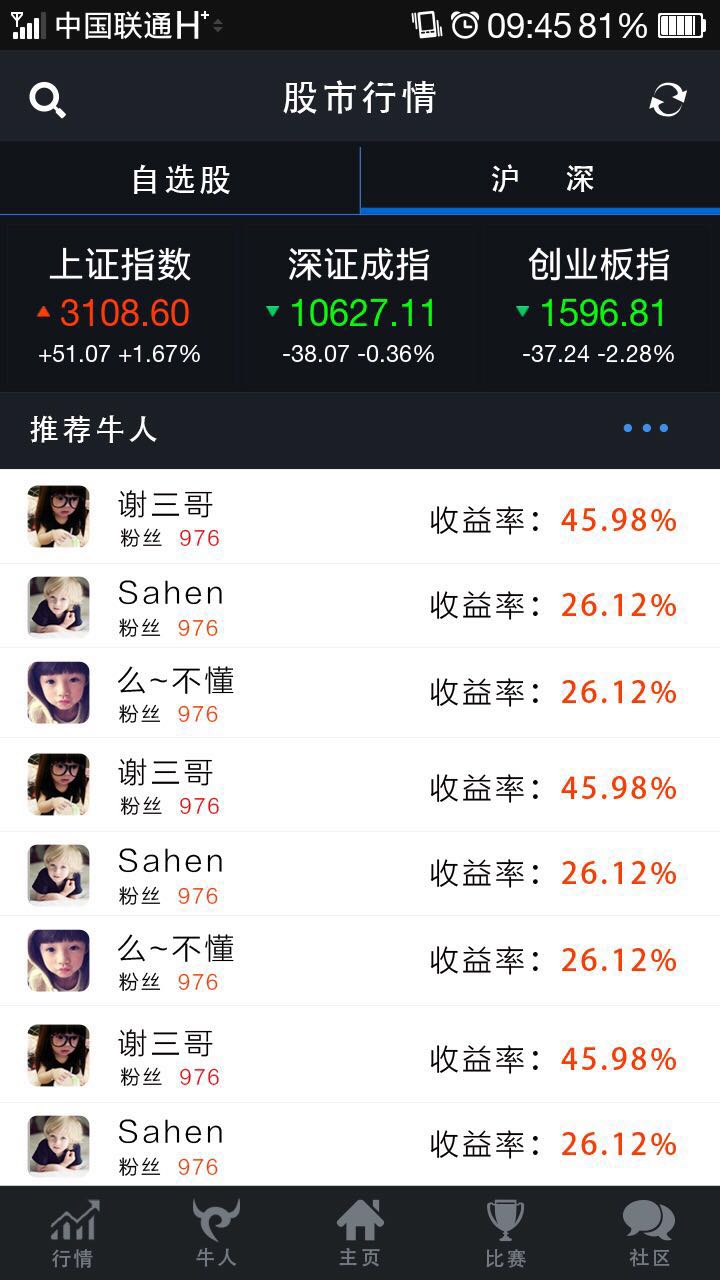 中国联通H+ 09:45 81%
股市行情
自选股 沪 深
上证指数 深证成指 创业板指
3108.60 10627.11 1596.81
+51.07 +1.67% -38.07 -0.36% -37.24 -2.28%
推荐牛人
谢三哥
粉丝 976 收益率：45.98%
Sahen
粉丝 976 收益率：26.12%
么~不懂
粉丝 976 收益率：26.12%
谢三哥
粉丝 976 收益率：45.98%
Sahen
粉丝 976 收益率：26.12%
么~不懂
粉丝 976 收益率：26.12%
谢三哥
粉丝 976 收益率：45.98%
Sahen
粉丝 976 收益率：26.12%
行情 牛人 主页 比赛 社区